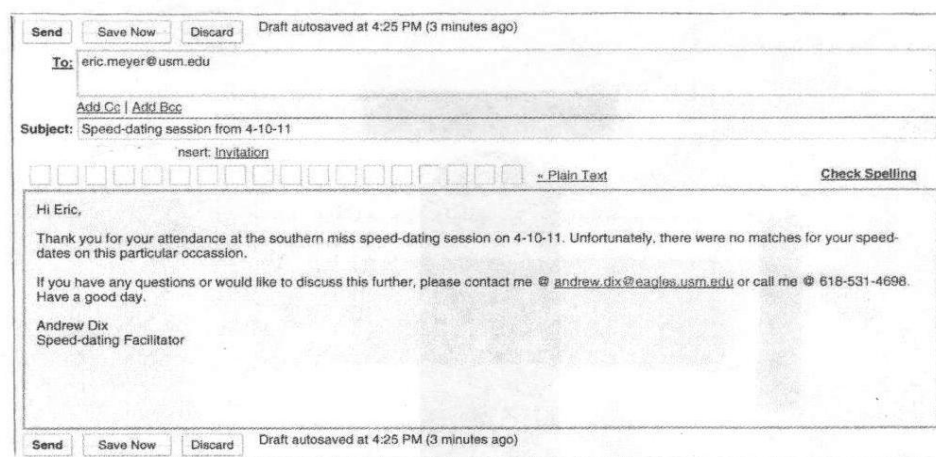 Send Save Now Discard Draft autosaved at 4:25 PM (3 minutes ago)
To: eric.meyer@usm.edu
Add Cc | Add Bcc
Subject: Speed-dating session from 4-10-11
nsert: Invitation
« Plain Text Check Spelling
Hi Eric,
Thank you for your attendance at the southern miss speed-dating session on 4-10-11. Unfortunately, there were no matches for your speed-
dates on this particular occassion.
If you have any questions or would like to discuss this further, please contact me @ andrew.dix@eagles.usm.edu or call me @ 618-531-4698.
Have a good day.
Andrew Dix
Speed-dating Facilitator
Send Save Now Discard Draft autosaved at 4:25 PM (3 minutes ago)